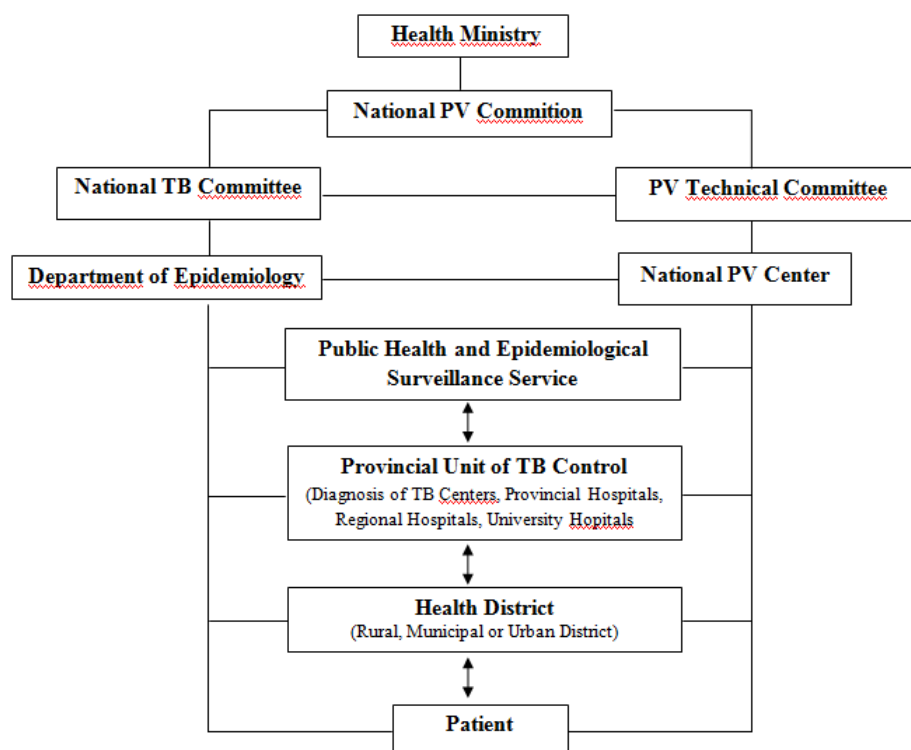 Health Ministry
National PV Commition
National TB Committee
PV Technical Committee
Department of Epidemiology
National PV Center
Public Health and Epidemiological
Surveillance Service
Provincial Unit of TB Control
(Diagnosis of TB Centers, Provincial Hospitals,
Regional Hospitals, University Hopitals
Health District
(Rural, Municipal or Urban District)
Patient